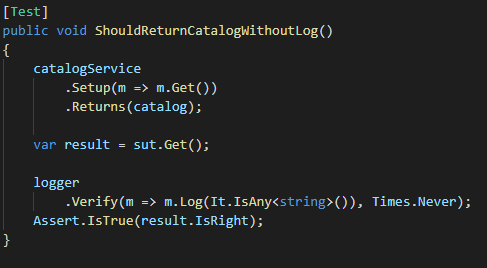 [Test]
public void ShouldReturnCatalogWithoutLog()
{
    catalogService
        .Setup(m => m.Get())
        .Returns(catalog);

    var result = sut.Get();

    logger
        .Verify(m => m.Log(It.IsAny<string>()), Times.Never);
    Assert.IsTrue(result.IsRight);
}